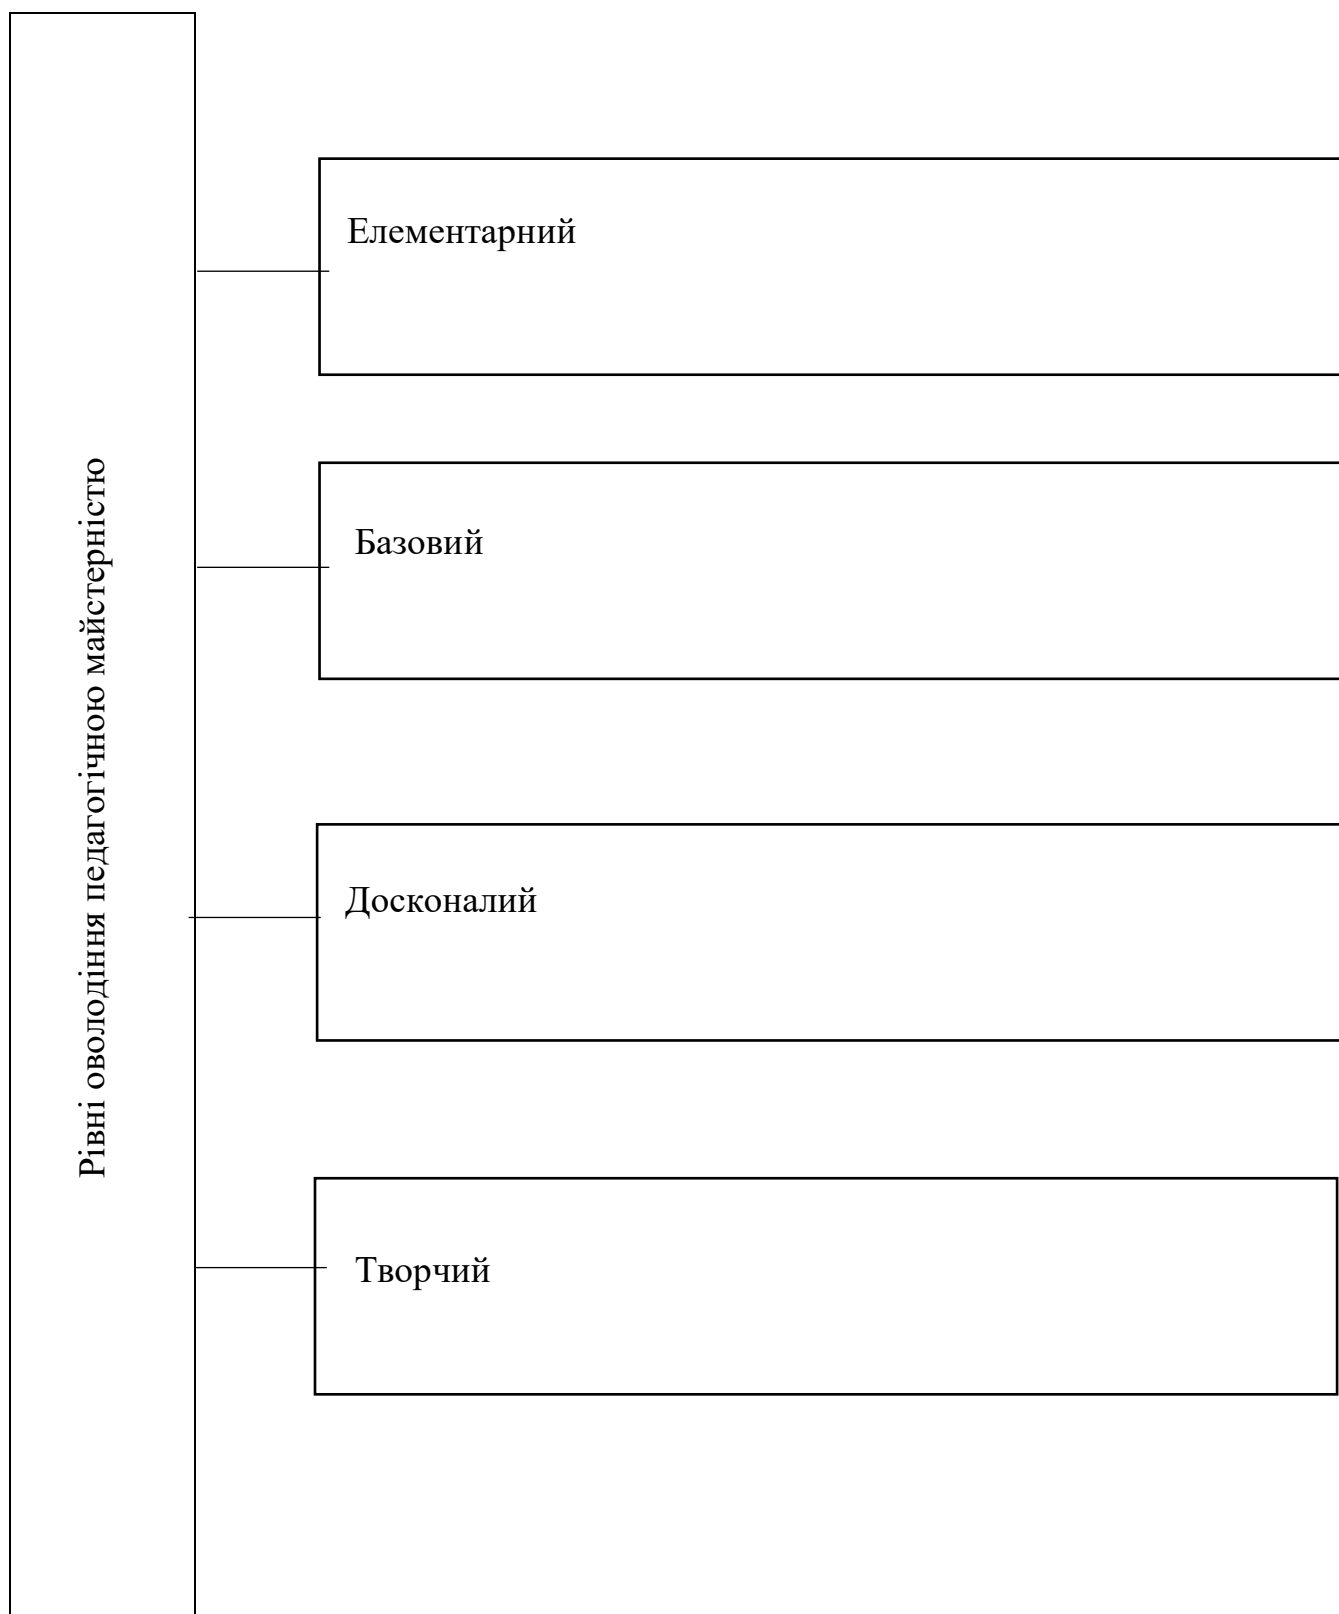 Рівні оволодіння педагогічною майстерністю
Елементарний
Базовий
Досконалий
Творчий